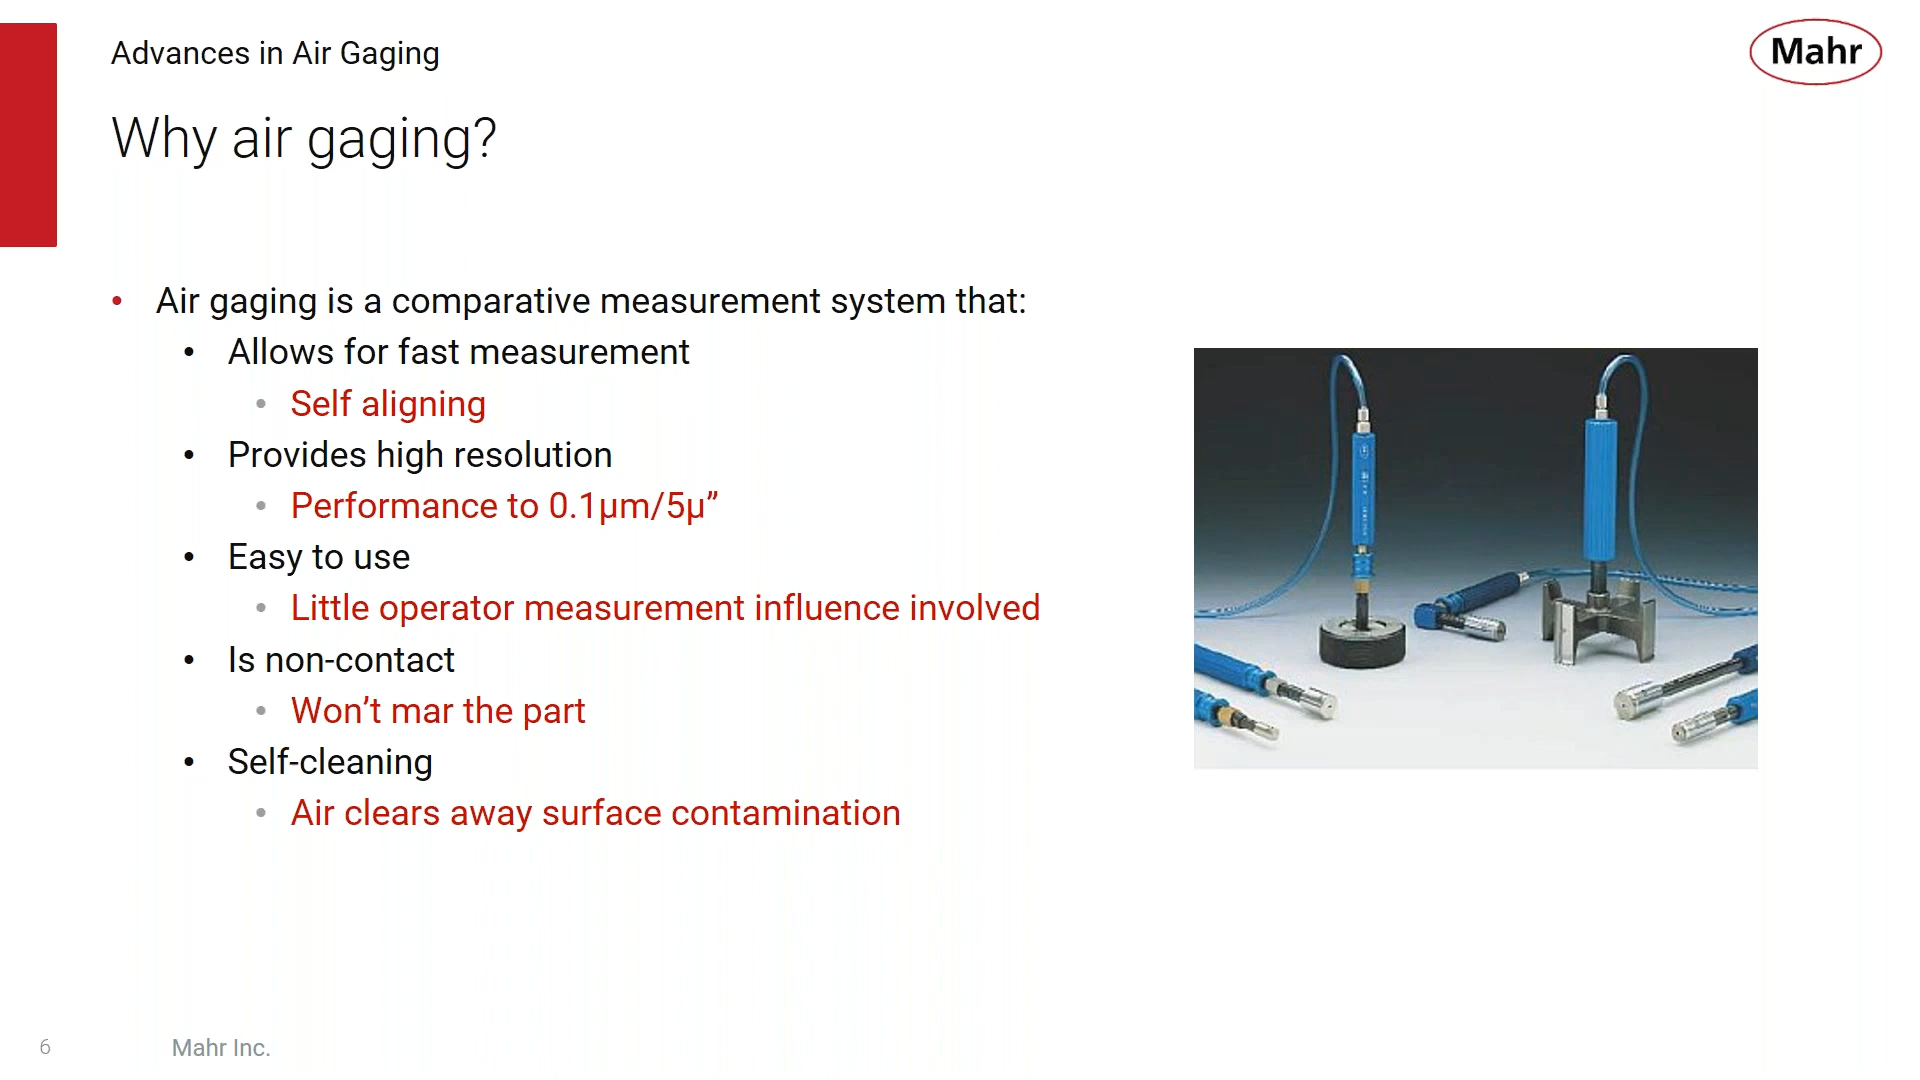 Advances in Air Gaging
Mahr
Why air gaging?
• Air gaging is a comparative measurement system that:
• Allows for fast measurement
• Self aligning
• Provides high resolution
• Performance to 0.1µm/5µ”
• Easy to use
• Little operator measurement influence involved
• Is non-contact
• Won’t mar the part
• Self-cleaning
• Air clears away surface contamination
6
Mahr Inc.